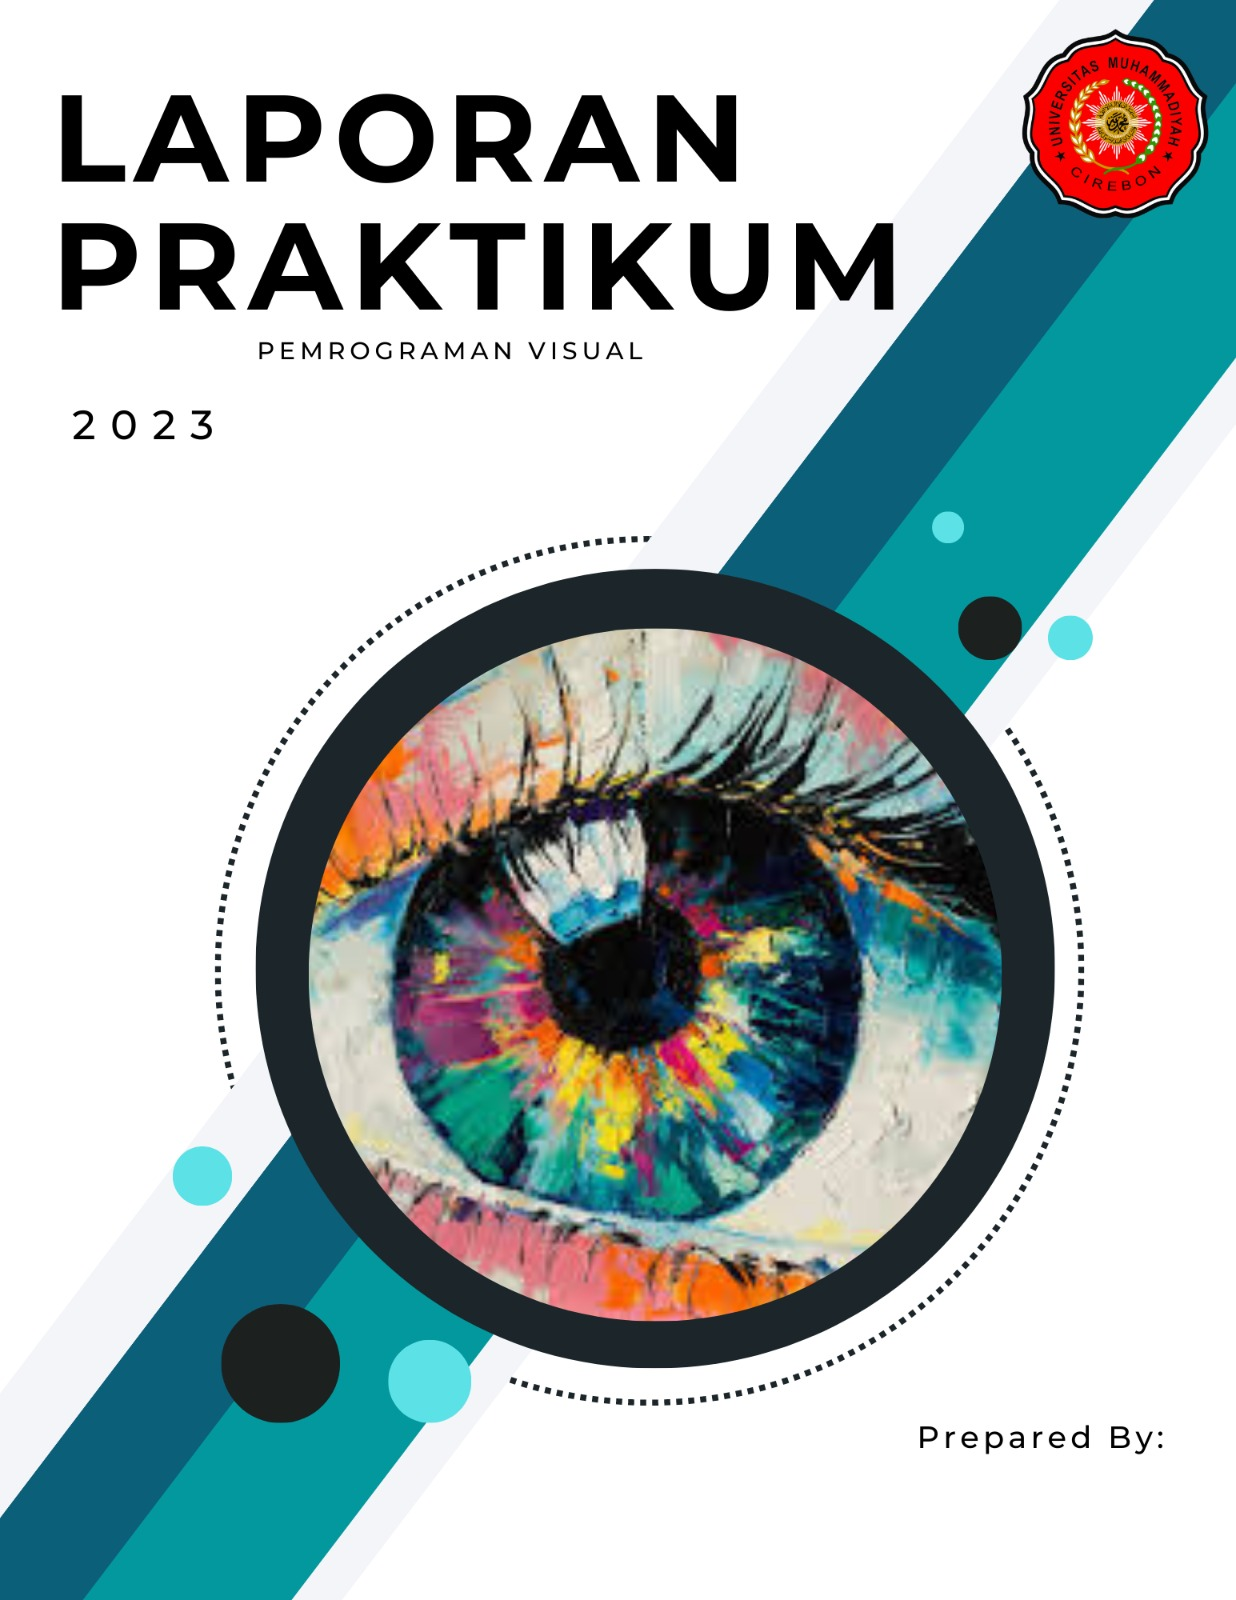 LAPORAN
PRAKTIKUM
PEMROGRAMAN VISUAL
2023
UNIVERSITAS MUHAMMADIYAH
CIREBON
Prepared By: